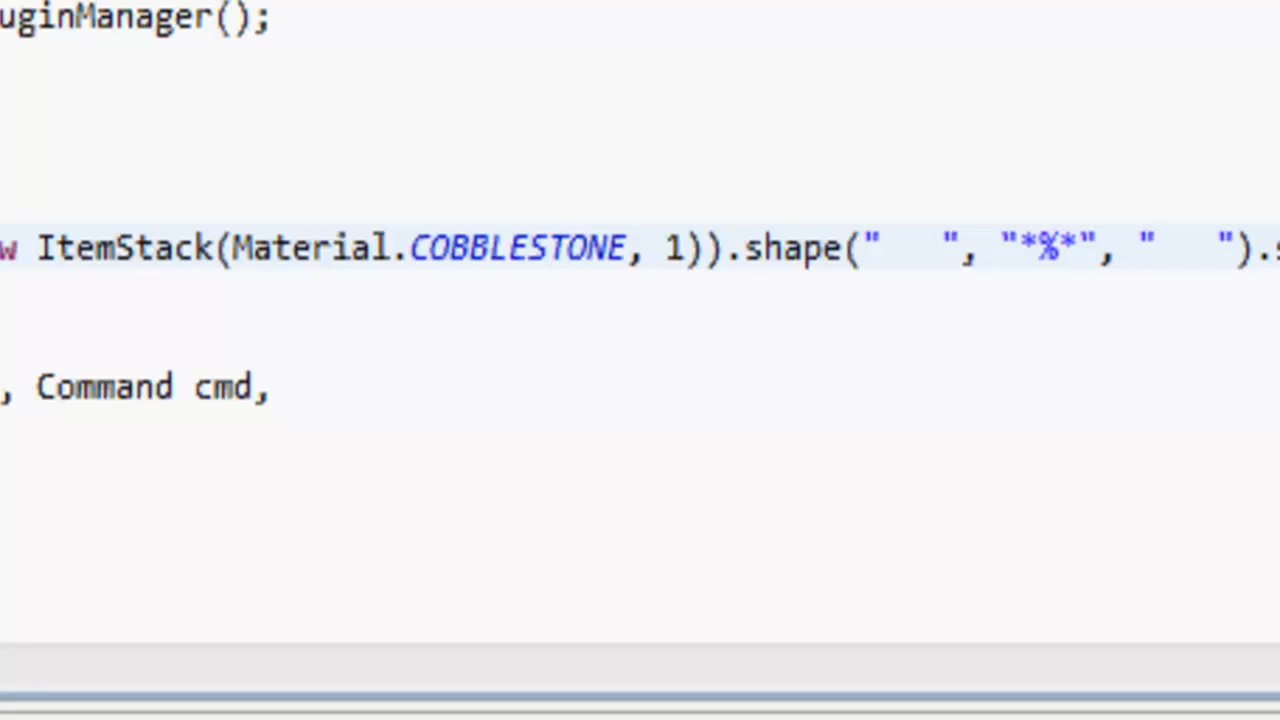 uginManager();
w ItemStack(Material.COBBLESTONE, 1)).shape("   ", "*%*", "   ").s
, Command cmd,